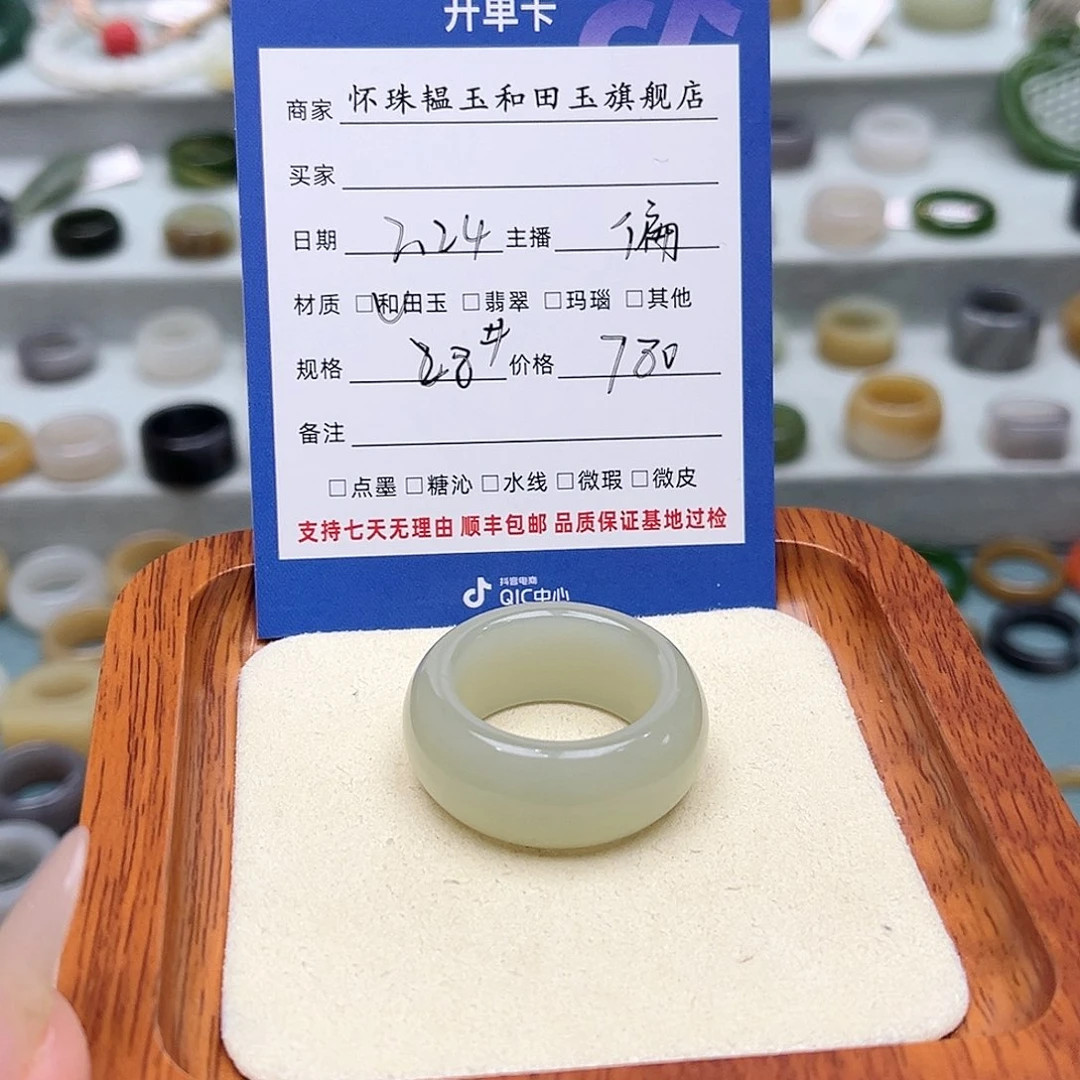 开单卡
商家 怀珠韫玉和田玉旗舰店
买家
日期 2.24 主播 偏
材质 □和田玉 □翡翠 □玛瑙 □其他
规格 28# 价格 780
备注
□点墨 □糖沁 □水线 □微瑕 □微皮
支持七天无理由 顺丰包邮 品质保证基地过检
抖音电商
QIC中心